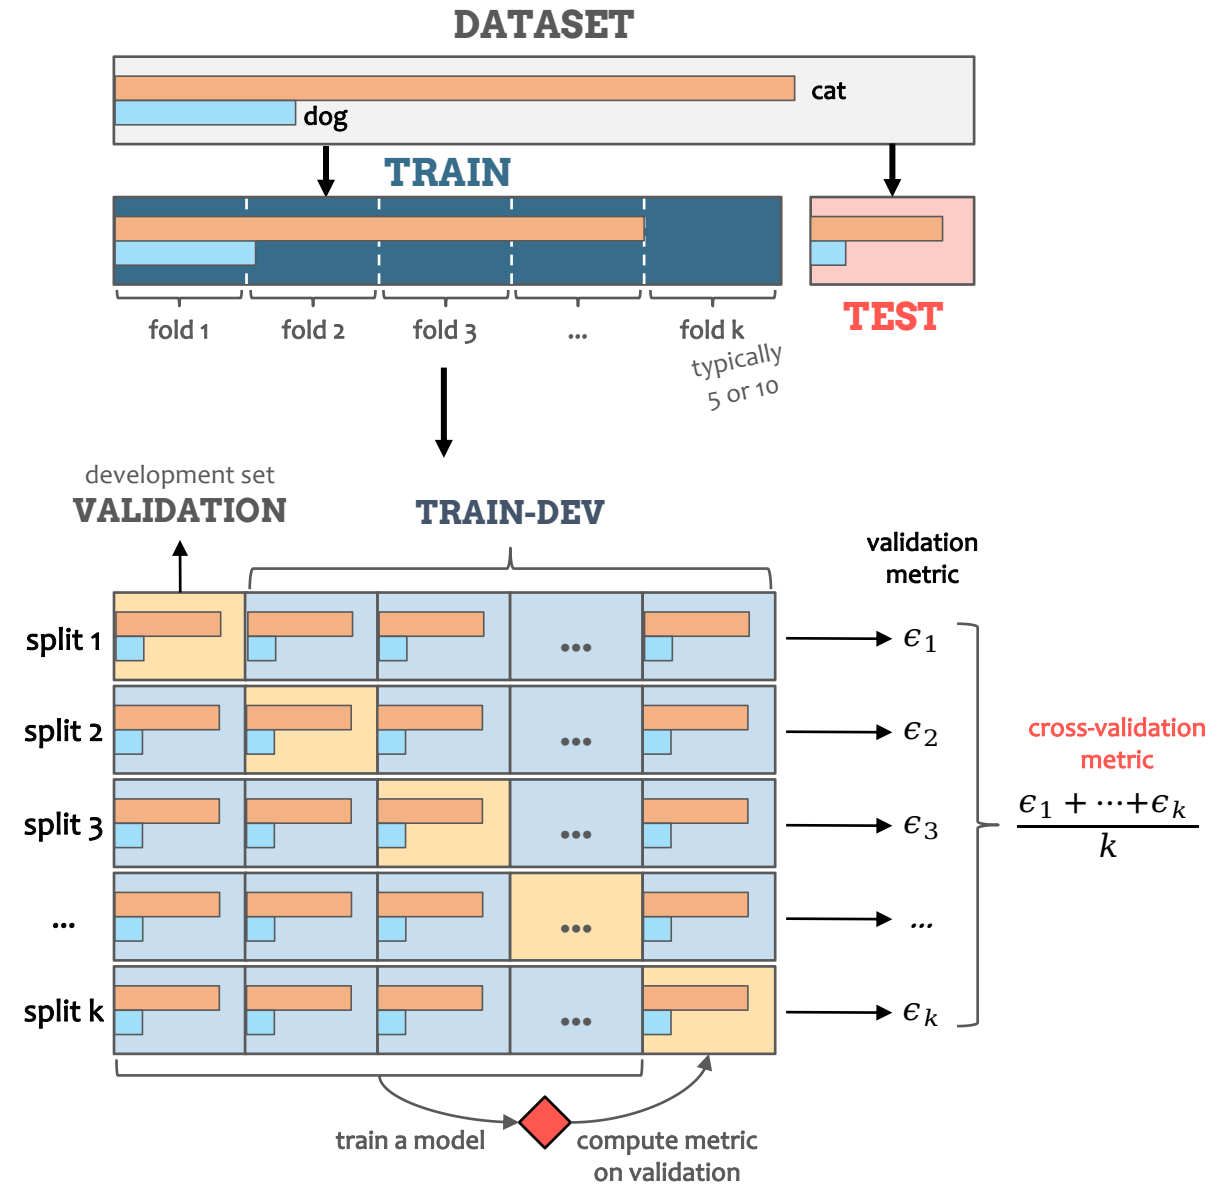 DATASET
cat
dog
TRAIN
fold 1
fold 2
fold 3
...
fold k
TEST
typically
5 or 10
development set
VALIDATION
TRAIN-DEV
validation
metric
split 1
...
ϵ1
split 2
...
ϵ2
split 3
...
ϵ3
...
...
...
split k
...
ϵk
cross-validation
metric
ϵ1 + ⋯+ϵk
k
train a model
compute metric
on validation